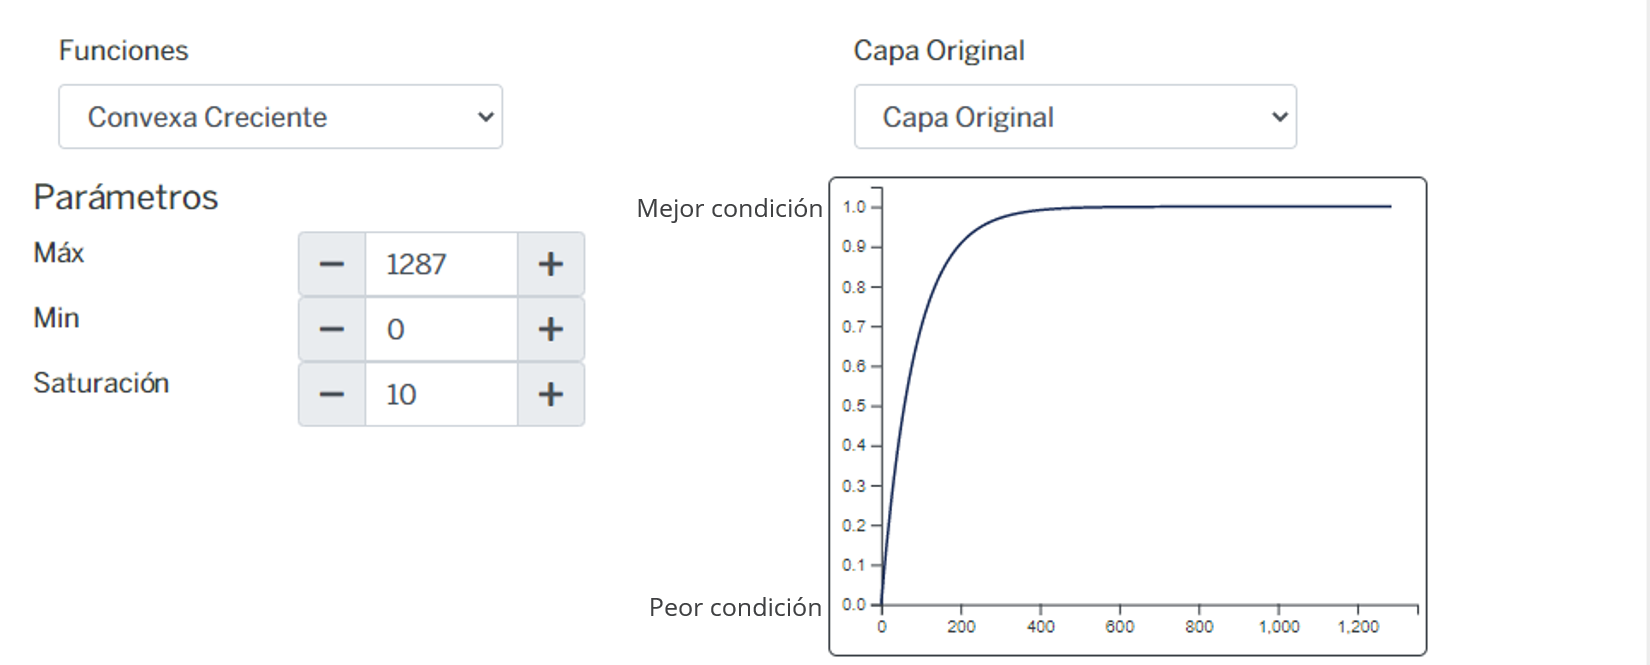 Funciones
Convexa Creciente
Capa Original
Capa Original
Parámetros
Máx
− 1287 +
Min
− 0 +
Saturación
− 10 +
Mejor condición
1.0
0.9
0.8
0.7
0.6
0.5
0.4
0.3
0.2
0.1
Peor condición
0.0
0 200 400 600 800 1,000 1,200